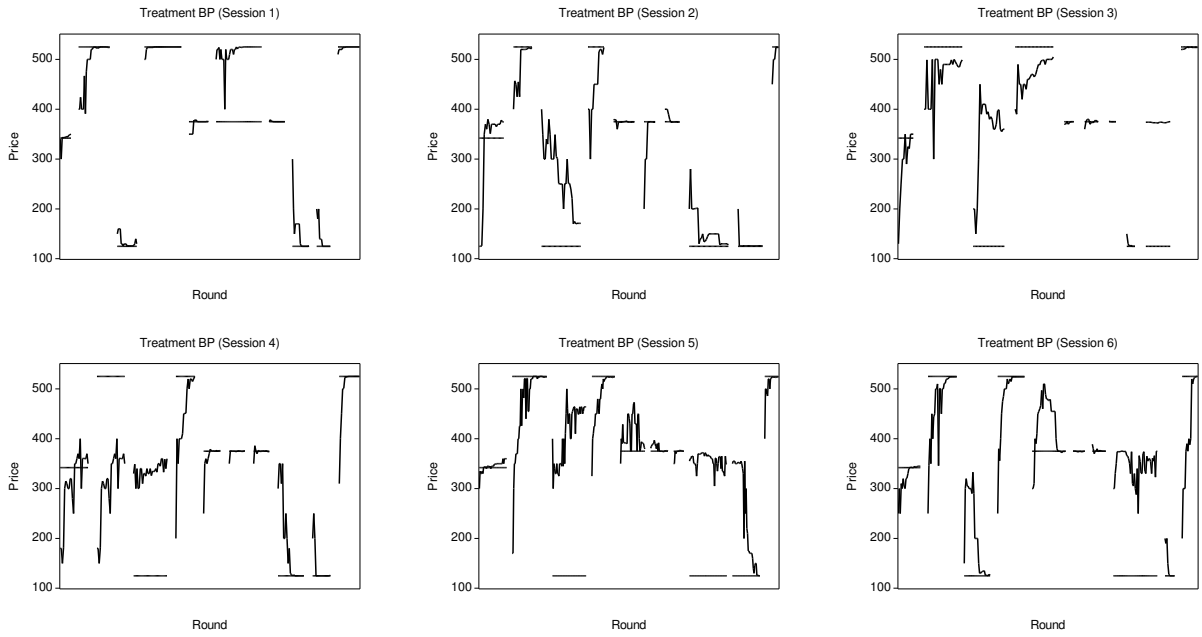 Treatment BP (Session 1)
500
400
300
200
100
Price
Round
Treatment BP (Session 2)
500
400
300
200
100
Price
Round
Treatment BP (Session 3)
500
400
300
200
100
Price
Round
Treatment BP (Session 4)
500
400
300
200
100
Price
Round
Treatment BP (Session 5)
500
400
300
200
100
Price
Round
Treatment BP (Session 6)
500
400
300
200
100
Price
Round